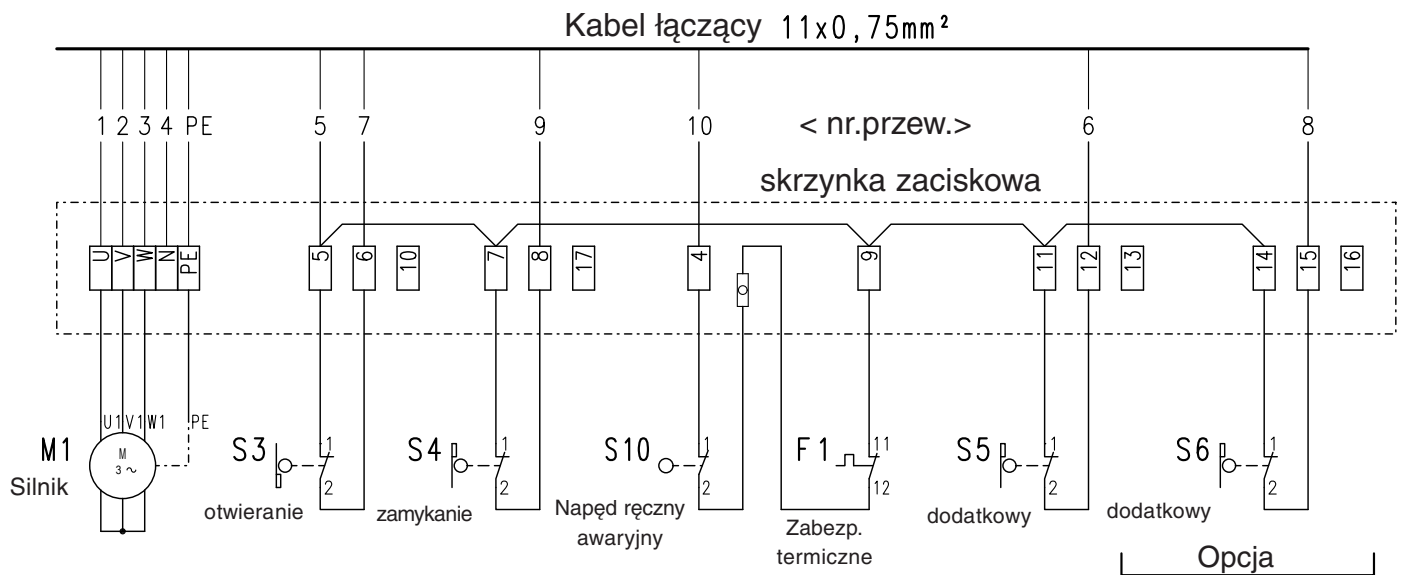 Kabel łączący 11x0,75mm²
1 2 3 4 PE 5 7 9 10 < nr.przew.> 6 8
skrzynka zaciskowa
U V W N PE 5 6 10 7 8 17 4 9 11 12 13 14 15 16
U1 V1 W1 PE
M1 M 3~ S3 1 S4 1 S10 1 F1 11 S5 1 S6 1
Silnik 2 2 2 12 2 2
otwieranie zamykanie Napęd ręczny dodatkowy dodatkowy
awaryjny Zabezp.
termiczne
Opcja